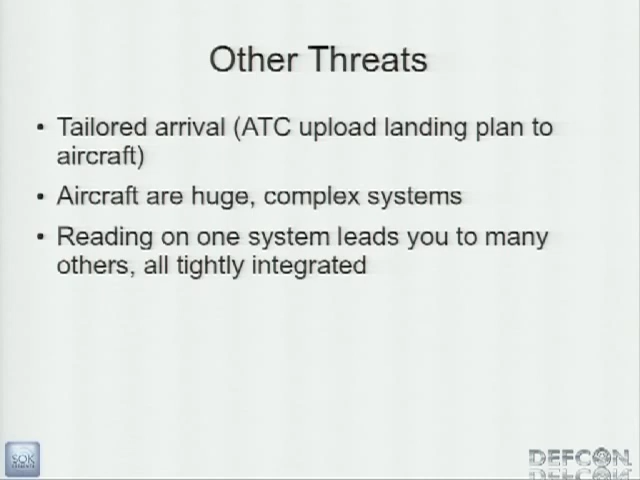 Other Threats
• Tailored arrival (ATC upload landing plan to
aircraft)
• Aircraft are huge, complex systems
• Reading on one system leads you to many
others, all tightly integrated
SOK
DEFCON